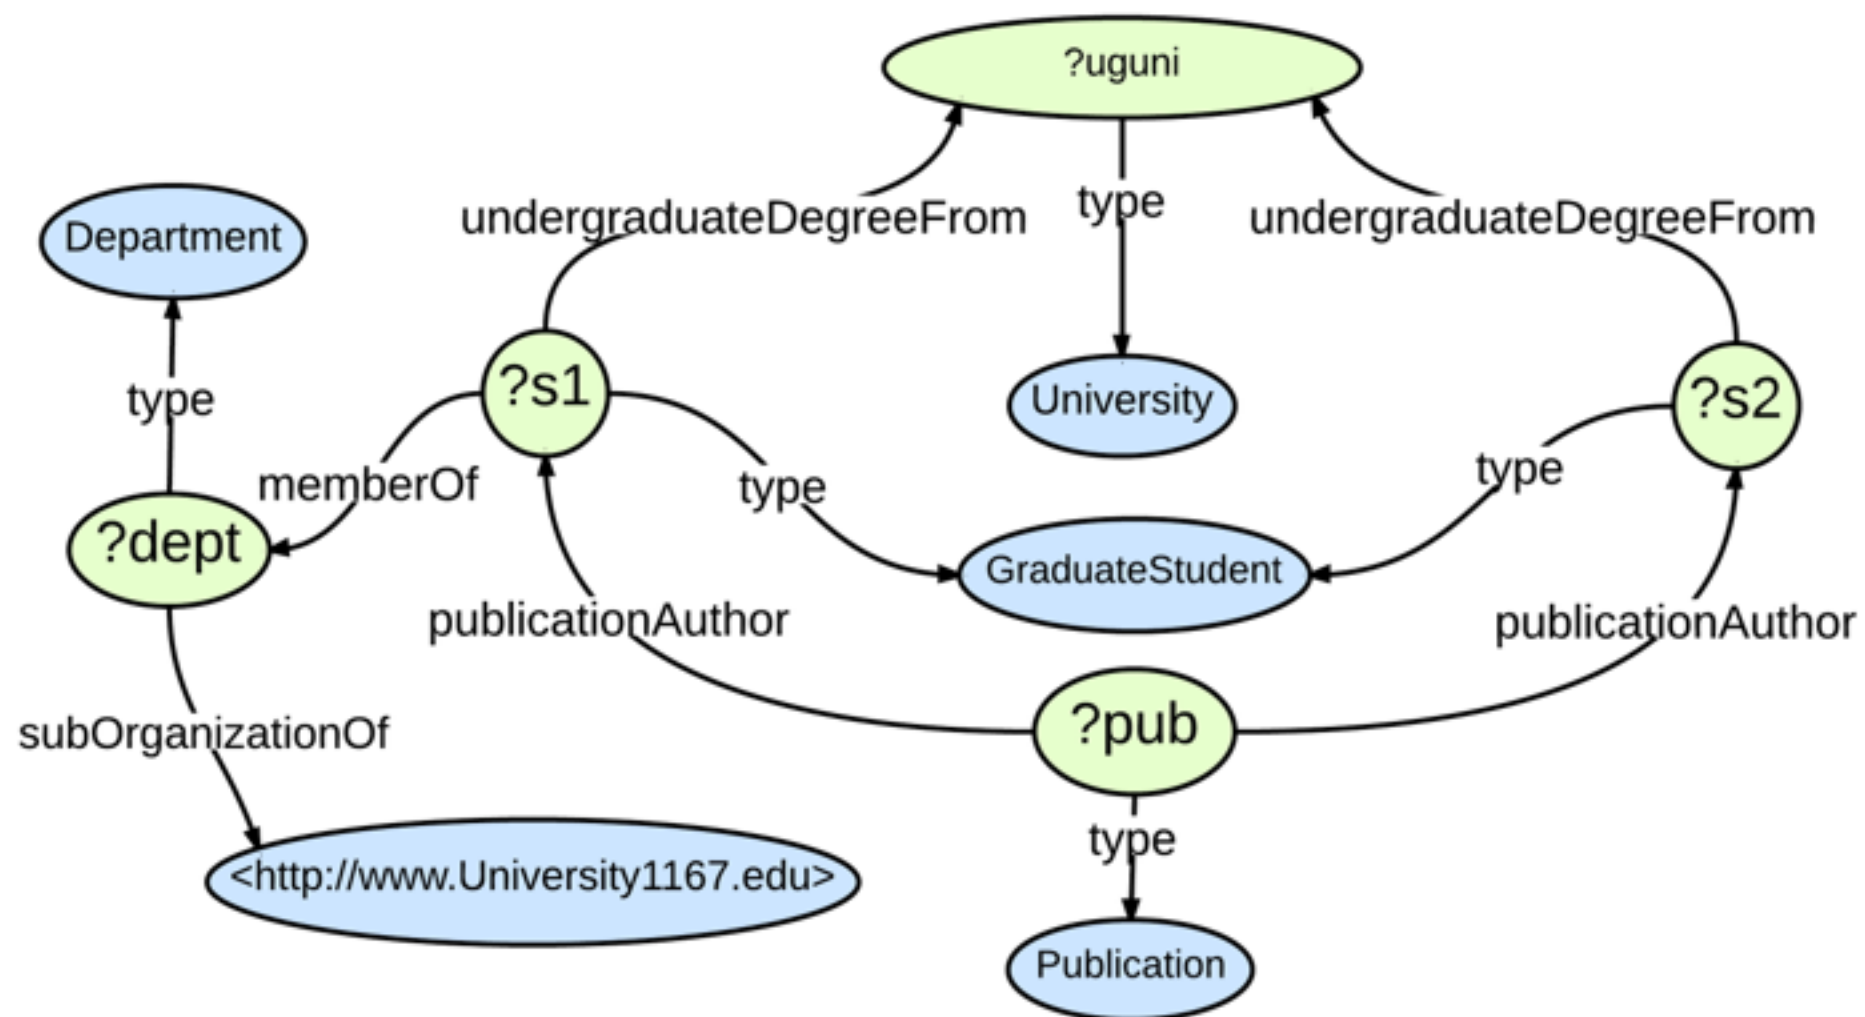 ?uguni
undergraduateDegreeFrom
type
undergraduateDegreeFrom
Department
?s1
University
?s2
type
memberOf
type
type
?dept
GraduateStudent
publicationAuthor
publicationAuthor
?pub
subOrganizationOf
type
<http://www.University1167.edu>
Publication